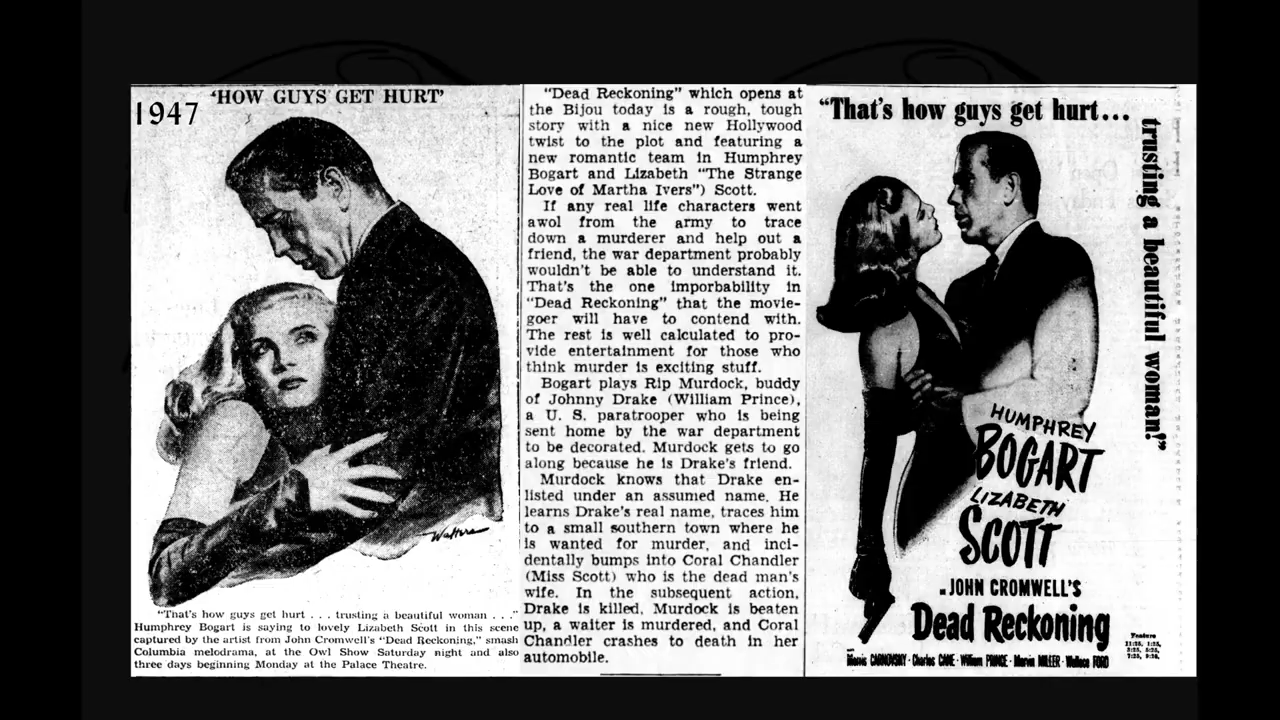 1947
'HOW GUYS GET HURT'
Walters
"That's how guys get hurt . . . trusting a beautiful woman . . ."
Humphrey Bogart is saying to lovely Lizabeth Scott in this scene
captured by the artist from John Cromwell's "Dead Reckoning," smash
Columbia melodrama, at the Owl Show Saturday night and also
three days beginning Monday at the Palace Theatre.
"Dead Reckoning" which opens at
the Bijou today is a rough, tough
story with a nice new Hollywood
twist to the plot and featuring a
new romantic team in Humphrey
Bogart and Lizabeth "The Strange
Love of Martha Ivers") Scott.
If any real life characters went
awol from the army to trace
down a murderer and help out a
friend, the war department probably
wouldn't be able to understand it.
That's the one imporbability in
"Dead Reckoning" that the movie-
goer will have to contend with.
The rest is well calculated to pro-
vide entertainment for those who
think murder is exciting stuff.
Bogart plays Rip Murdock, buddy
of Johnny Drake (William Prince),
a U. S. paratrooper who is being
sent home by the war department
to be decorated. Murdock gets to go
along because he is Drake's friend.
Murdock knows that Drake en-
listed under an assumed name. He
learns Drake's real name, traces him
to a small southern town where he
is wanted for murder, and inci-
dentally bumps into Coral Chandler
(Miss Scott) who is the dead man's
wife. In the subsequent action,
Drake is killed, Murdock is beaten
up, a waiter is murdered, and Coral
Chandler crashes to death in her
automobile.
"That's how guys get hurt...
trusting a beautiful woman!"
HUMPHREY
BOGART
LIZABETH
SCOTT
JOHN CROMWELL'S
Dead Reckoning
Morris CARNOVSKY · Charles CANE · William PRINCE · Marvin MILLER · Wallace FORD
Feature